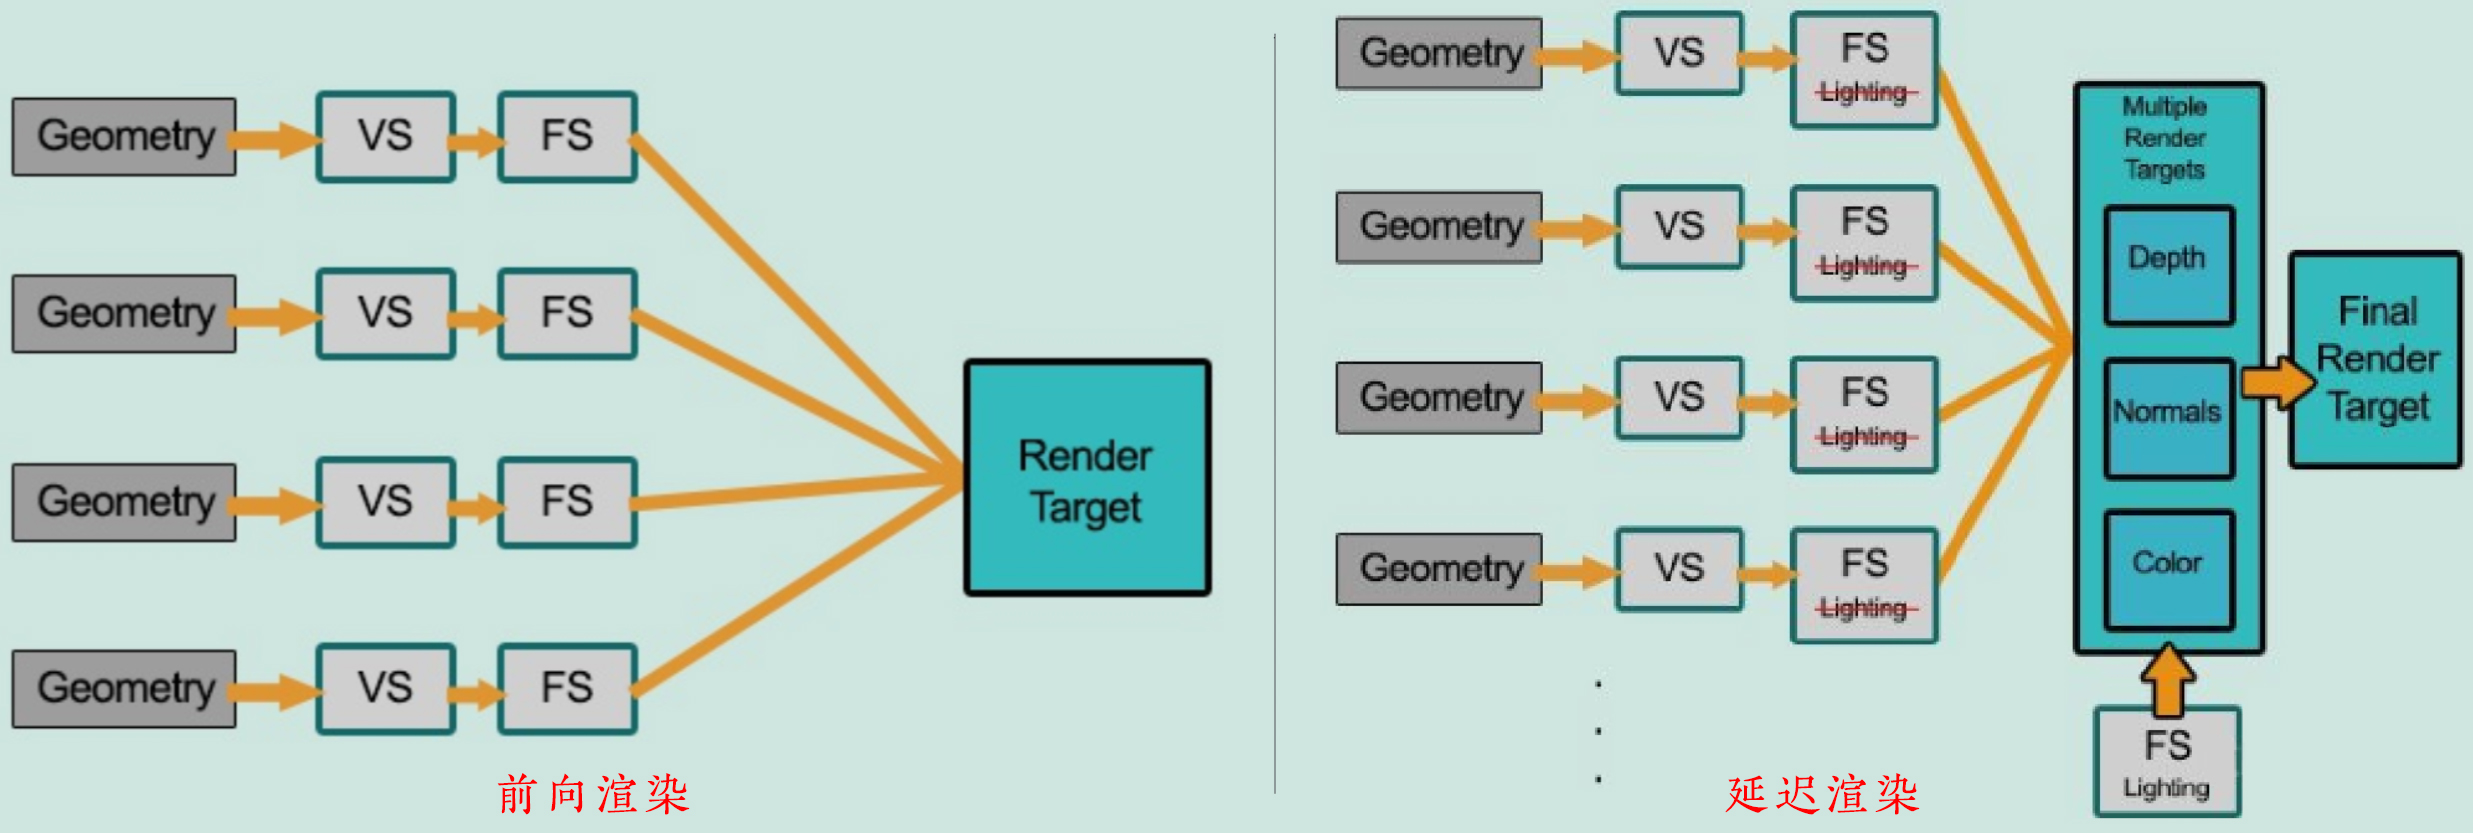 Geometry
VS
FS
Geometry
VS
FS
Geometry
VS
FS
Geometry
VS
FS
Render
Target
前向渲染
Geometry
VS
FS
Lighting
Geometry
VS
FS
Lighting
Geometry
VS
FS
Lighting
Geometry
VS
FS
Lighting
Multiple
Render
Targets
Depth
Normals
Color
Final
Render
Target
FS
Lighting
延迟渲染